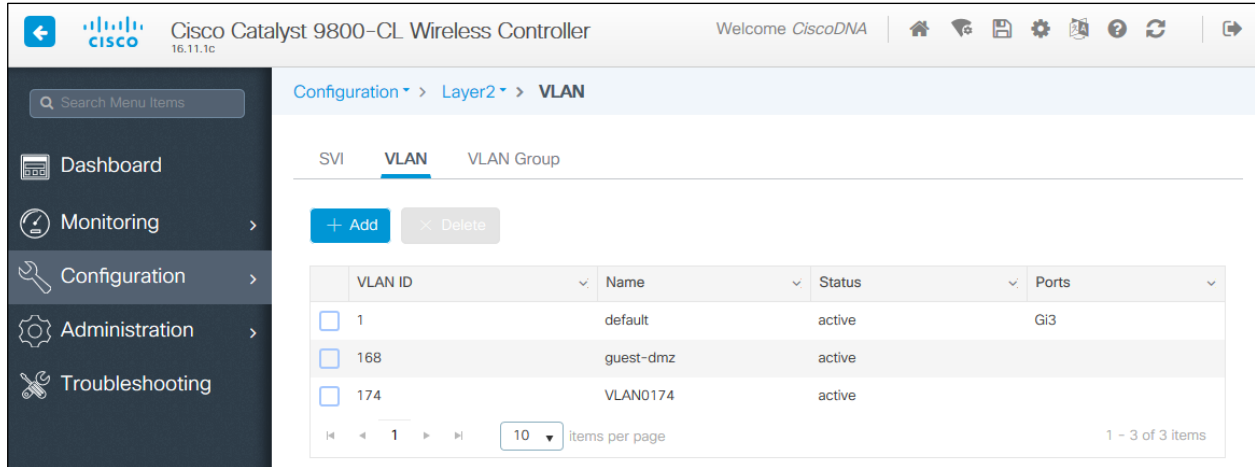 CISCO
Cisco Catalyst 9800-CL Wireless Controller
16.11.1c
Welcome CiscoDNA
Search Menu Items
Dashboard
Monitoring
Configuration
Administration
Troubleshooting
Configuration > Layer2 > VLAN
SVI VLAN VLAN Group
+ Add × Delete
VLAN ID Name Status Ports
1 default active Gi3
168 guest-dmz active
174 VLAN0174 active
1 10 items per page 1 - 3 of 3 items